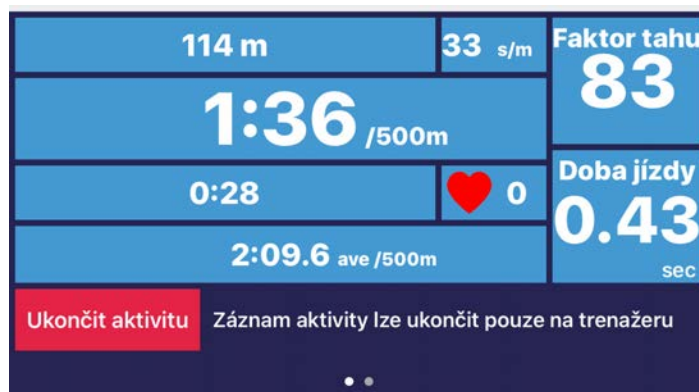 114 m
33 s/m
Faktor tahu
83
1:36 /500m
0:28
0
Doba jízdy
0.43
sec
2:09.6 ave /500m
Ukončit aktivitu
Záznam aktivity lze ukončit pouze na trenažeru